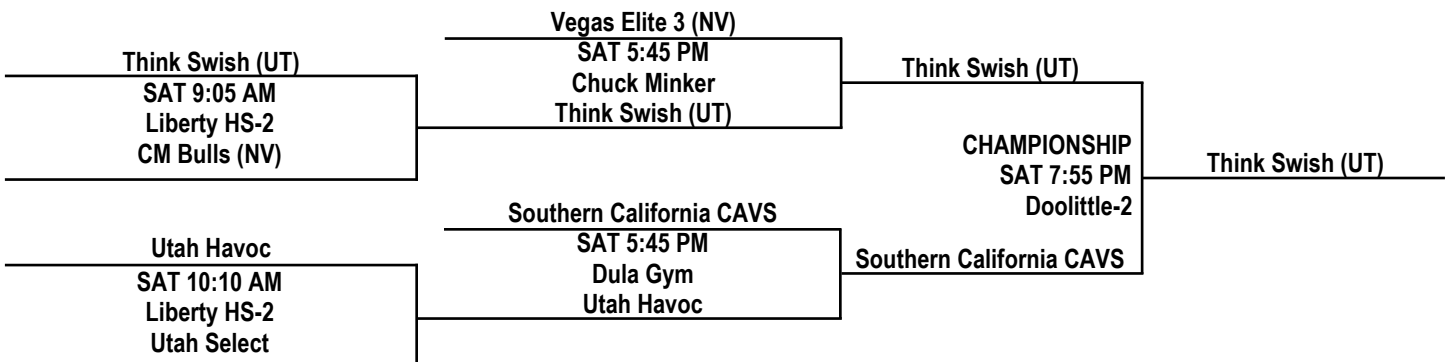 Vegas Elite 3 (NV)
Think Swish (UT)
SAT 5:45 PM
Think Swish (UT)
SAT 9:05 AM
Chuck Minker
Liberty HS-2
Think Swish (UT)
CM Bulls (NV)
CHAMPIONSHIP
SAT 7:55 PM
Think Swish (UT)
Doolittle-2
Southern California CAVS
Utah Havoc
SAT 5:45 PM
Southern California CAVS
SAT 10:10 AM
Dula Gym
Liberty HS-2
Utah Havoc
Utah Select